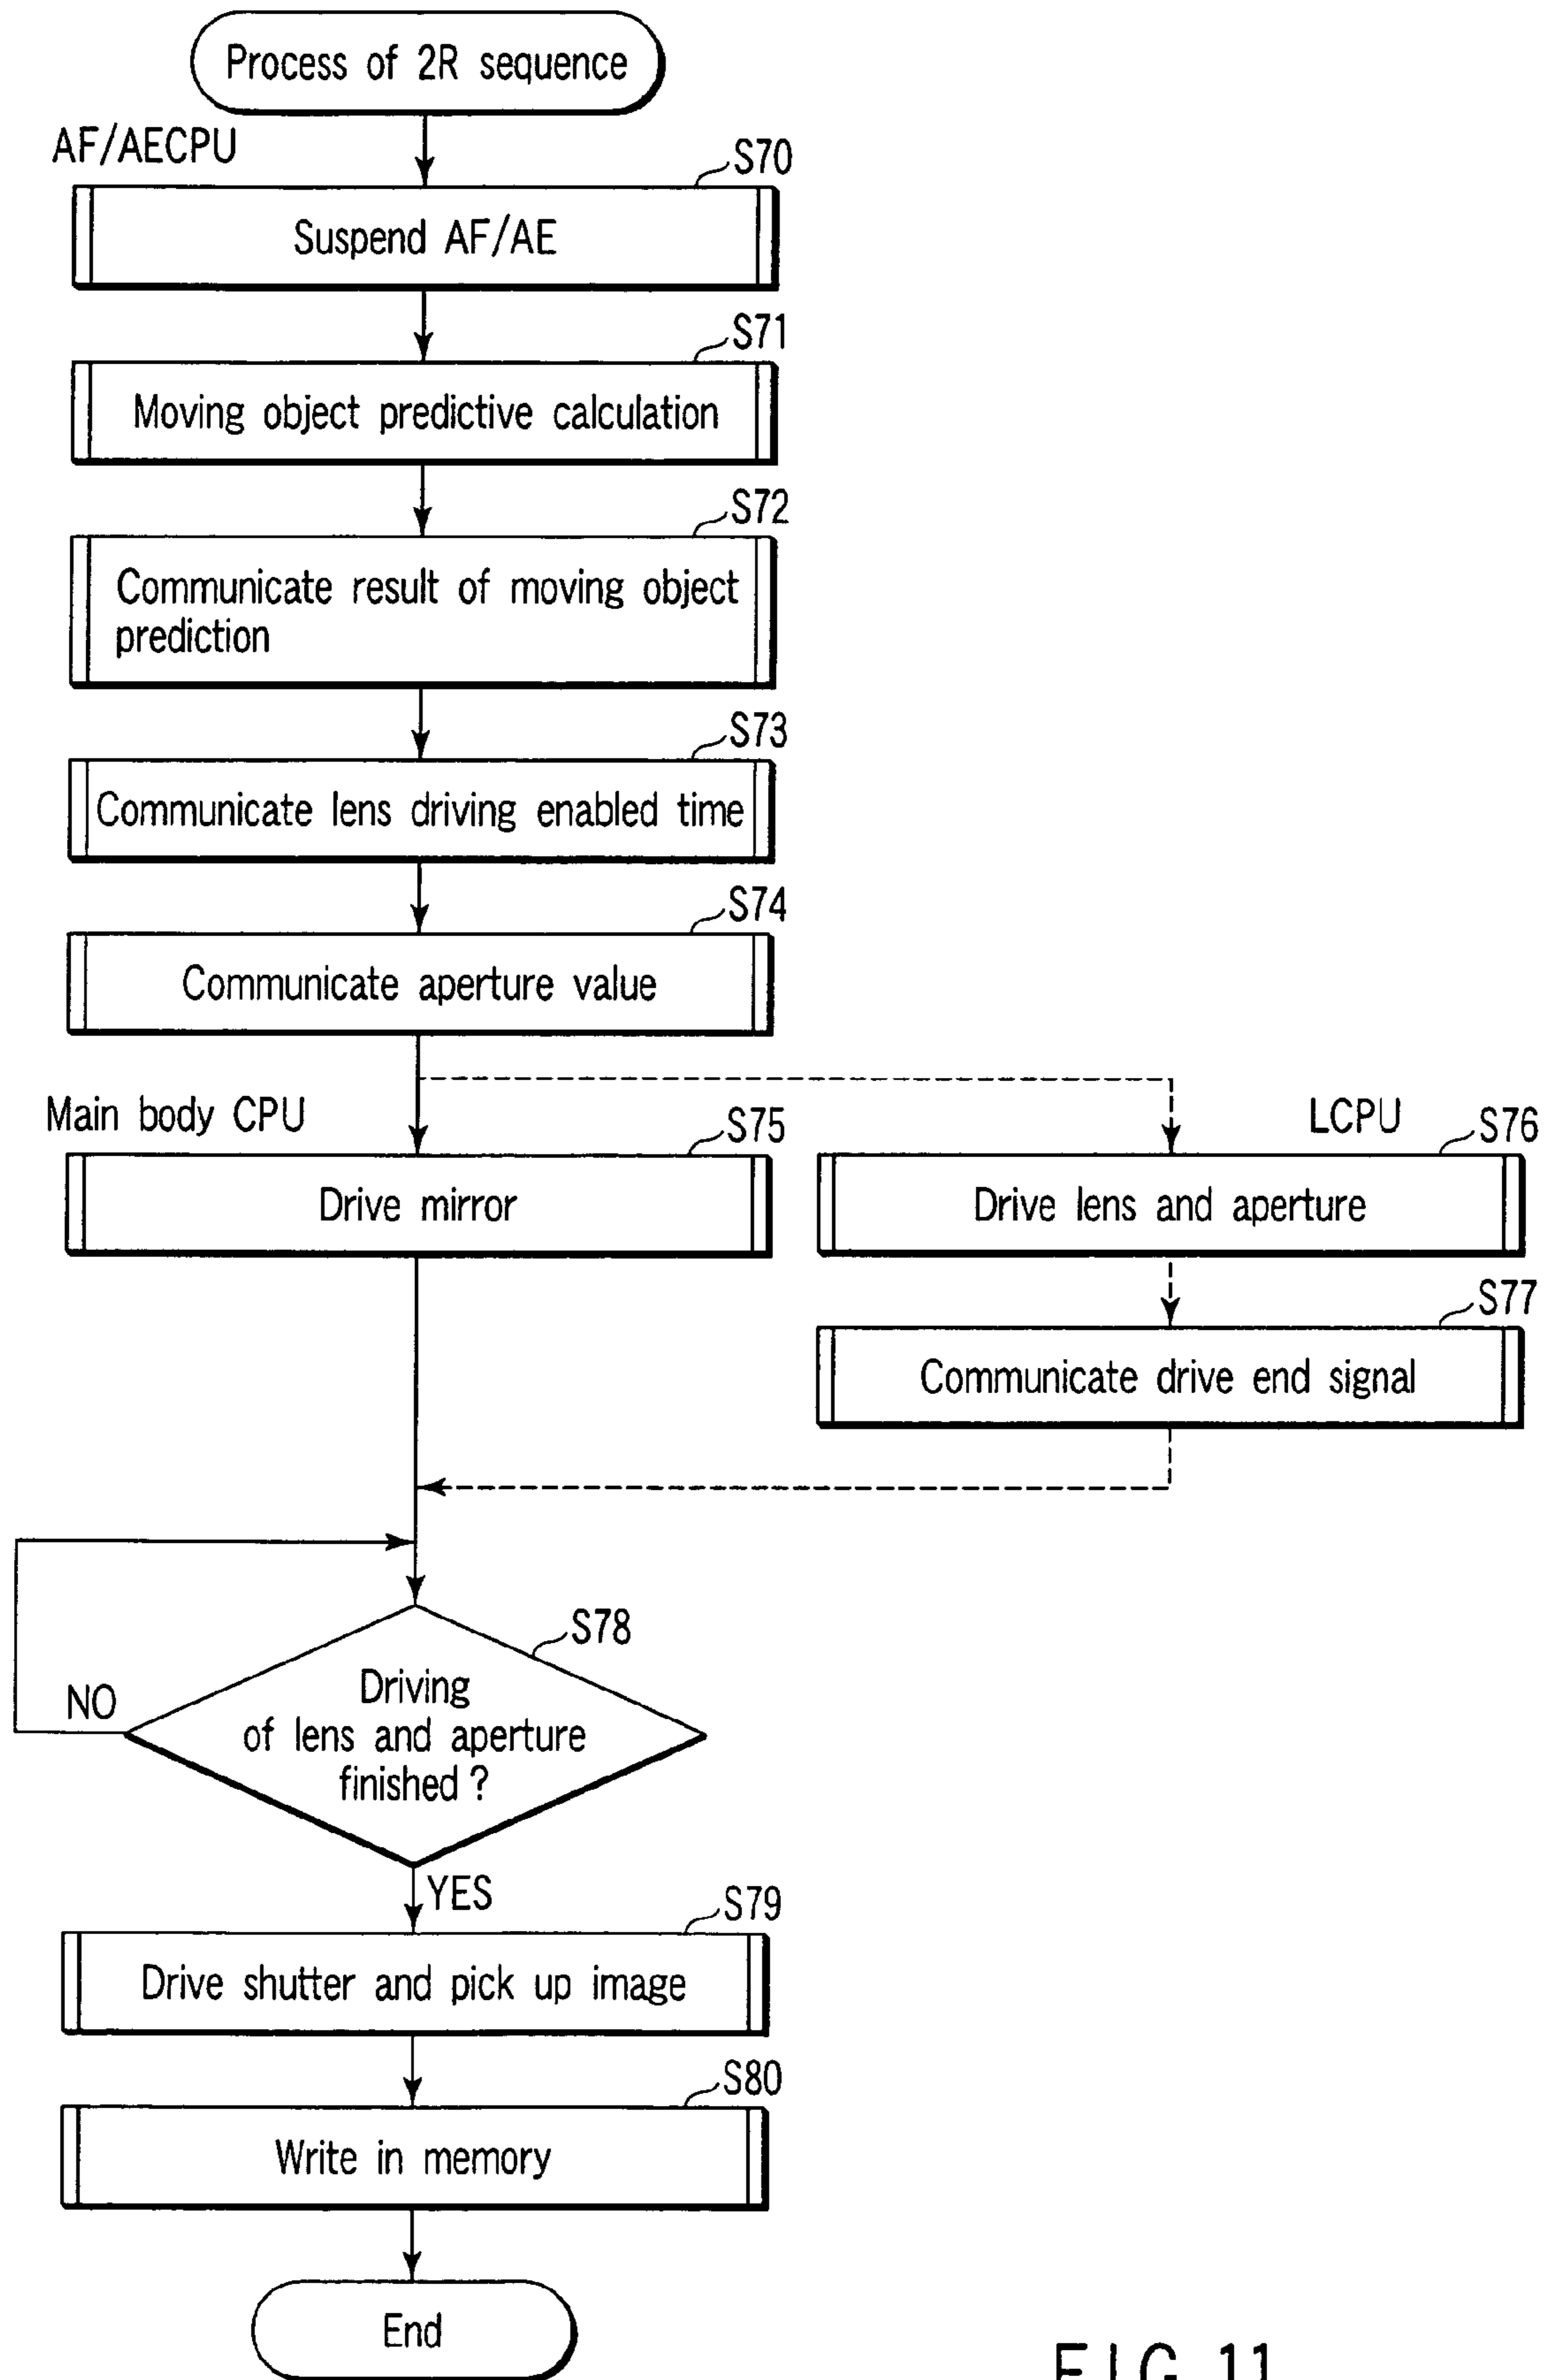 Process of 2R sequence
AF/AECPU
S70
Suspend AF/AE
S71
Moving object predictive calculation
S72
Communicate result of moving object
prediction
S73
Communicate lens driving enabled time
S74
Communicate aperture value
Main body CPU
S75
Drive mirror
LCPU
S76
Drive lens and aperture
S77
Communicate drive end signal
S78
Driving
of lens and aperture
finished ?
NO
YES
S79
Drive shutter and pick up image
S80
Write in memory
End
FIG. 11